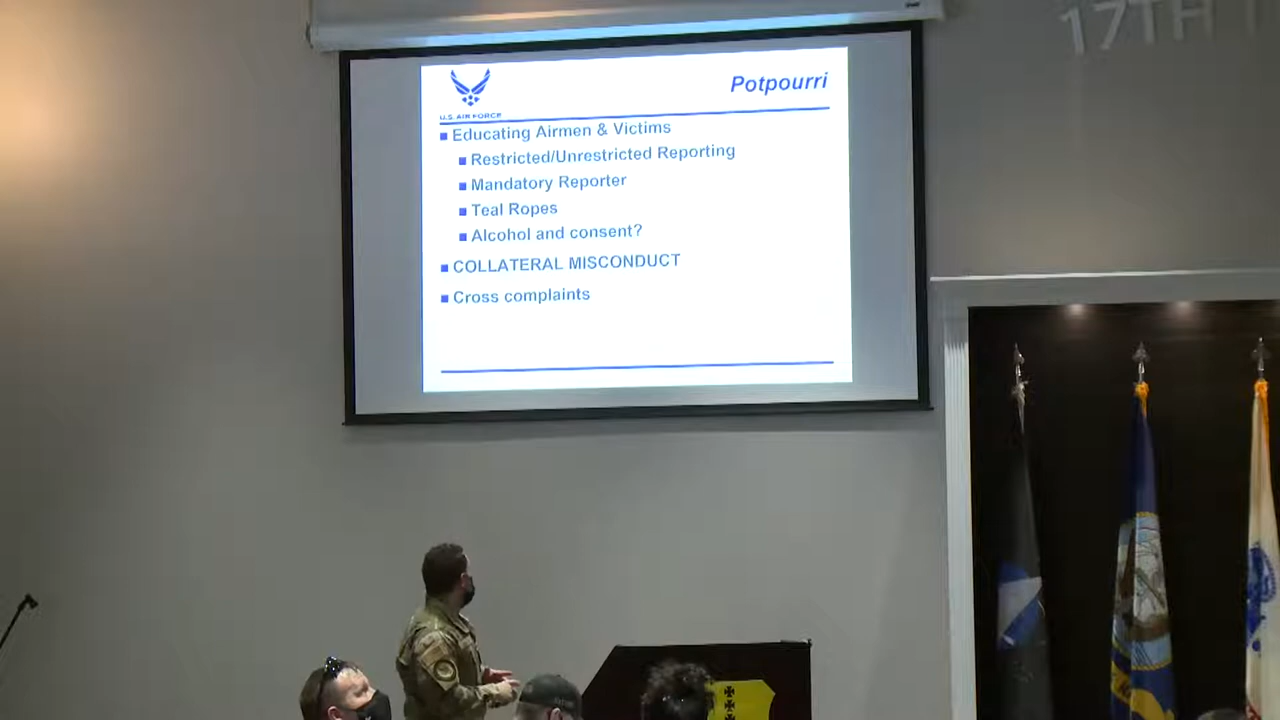 17TH
Potpourri
U.S. AIR FORCE
Educating Airmen & Victims
Restricted/Unrestricted Reporting
Mandatory Reporter
Teal Ropes
Alcohol and consent?
COLLATERAL MISCONDUCT
Cross complaints